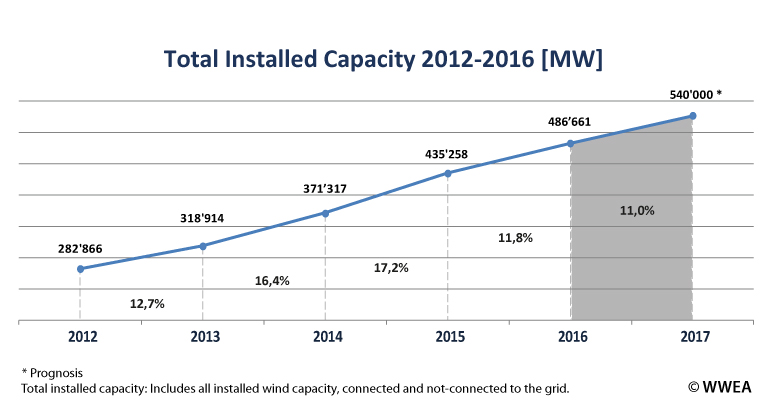 Total Installed Capacity 2012-2016 [MW]
540'000 *
486’661
435'258
371’317
318'914
282'866
11,0%
11,8%
17,2%
16,4%
12,7%
2012 2013 2014 2015 2016 2017
* Prognosis
Total installed capacity: Includes all installed wind capacity, connected and not-connected to the grid.
© WWEA